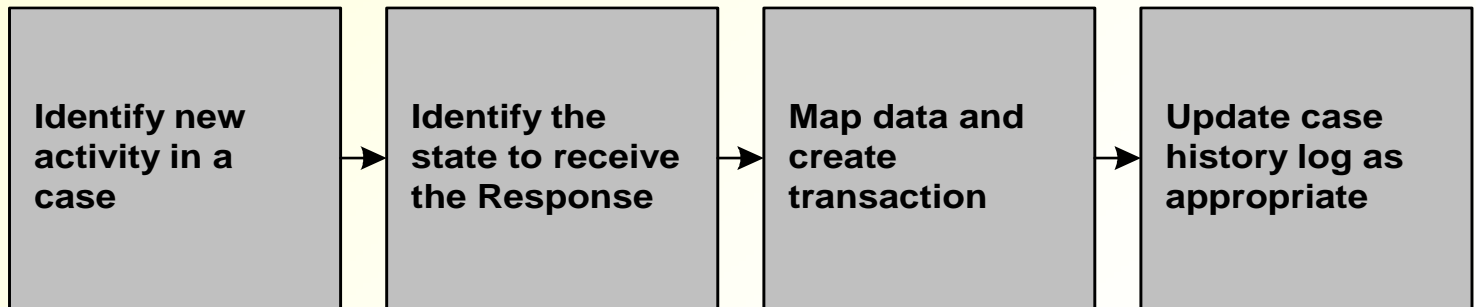 Identify new
activity in a
case
Identify the
state to receive
the Response
Map data and
create
transaction
Update case
history log as
appropriate